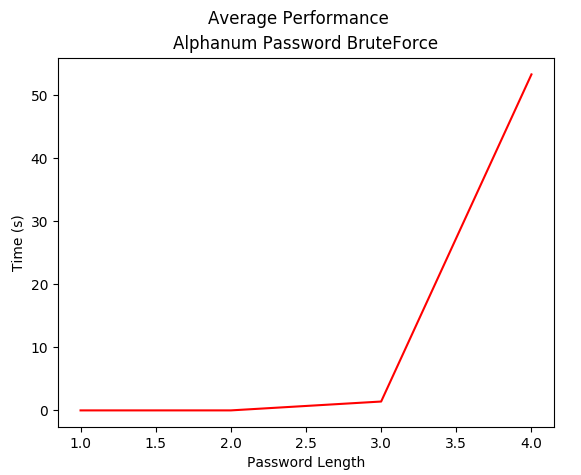 Average Performance
Alphanum Password BruteForce
50
40
30
20
10
0
Time (s)
1.0 1.5 2.0 2.5 3.0 3.5 4.0
Password Length